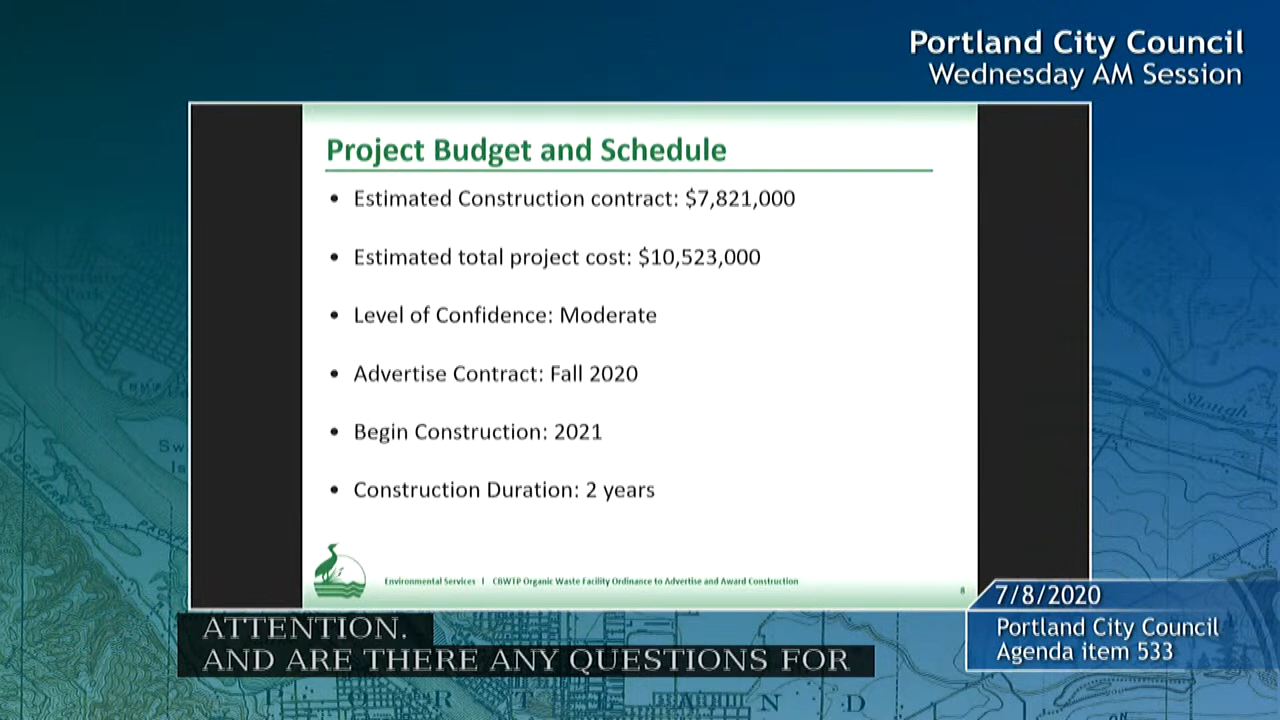 Portland City Council
Wednesday AM Session
Project Budget and Schedule
• Estimated Construction contract: $7,821,000
• Estimated total project cost: $10,523,000
• Level of Confidence: Moderate
• Advertise Contract: Fall 2020
• Begin Construction: 2021
• Construction Duration: 2 years
Environmental Services | CBWTP Organic Waste Facility Ordinance to Advertise and Award Construction
8
7/8/2020
Portland City Council
Agenda item 533
ATTENTION.
AND ARE THERE ANY QUESTIONS FOR
Slough